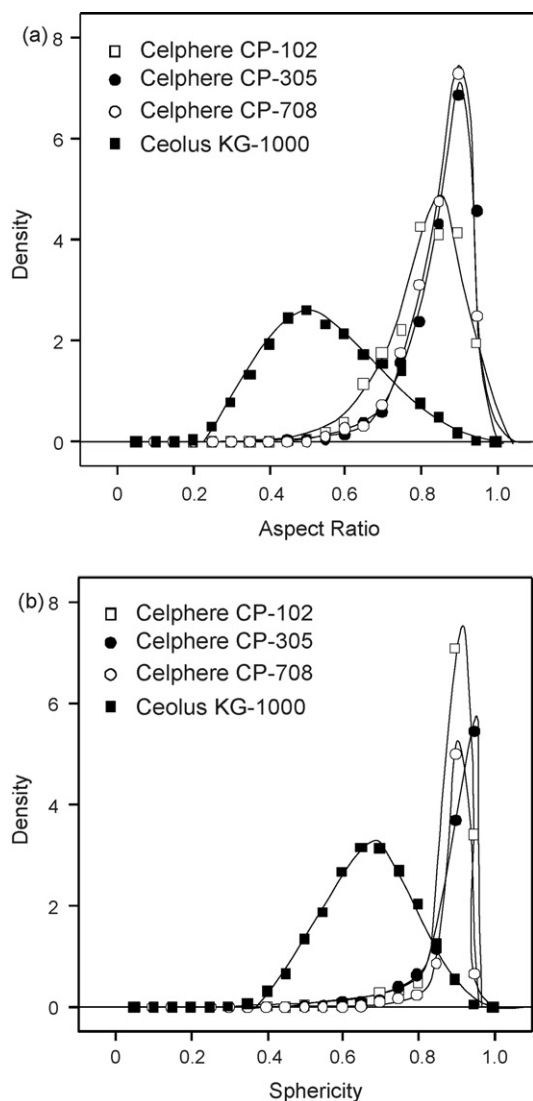 (a)
8
6
4
2
0
Density
Celphere CP-102
Celphere CP-305
Celphere CP-708
Ceolus KG-1000
0 0.2 0.4 0.6 0.8 1.0
Aspect Ratio
(b)
8
6
4
2
0
Density
Celphere CP-102
Celphere CP-305
Celphere CP-708
Ceolus KG-1000
0 0.2 0.4 0.6 0.8 1.0
Sphericity